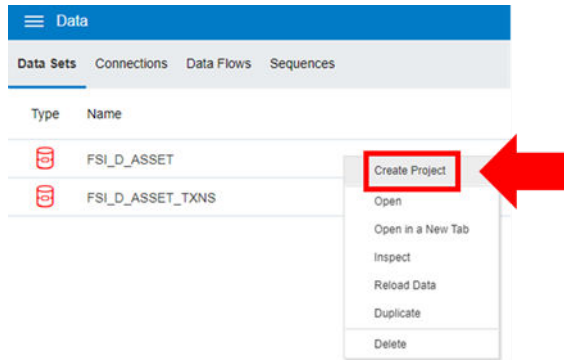 Data
Data Sets Connections Data Flows Sequences
Type Name
FSI_D_ASSET
FSI_D_ASSET_TXNS
Create Project
Open
Open in a New Tab
Inspect
Reload Data
Duplicate
Delete